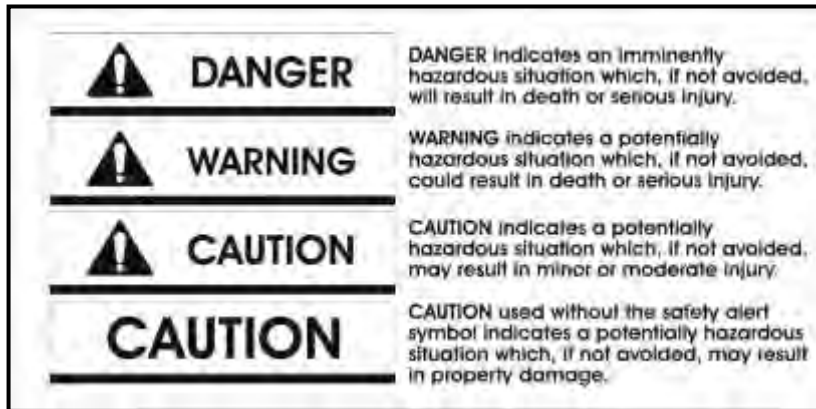 DANGER
DANGER indicates an imminently
hazardous situation which, if not avoided,
will result in death or serious injury.
WARNING
WARNING indicates a potentially
hazardous situation which, if not avoided,
could result in death or serious injury.
CAUTION
CAUTION indicates a potentially
hazardous situation which, if not avoided,
may result in minor or moderate injury
CAUTION
CAUTION used without the safety alert
symbol indicates a potentially hazardous
situation which, if not avoided, may result
in property damage.